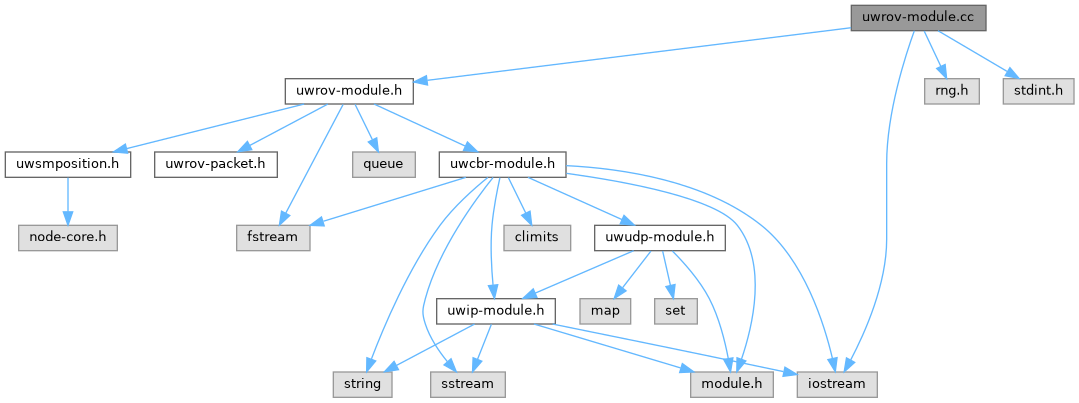 uwrov-module.cc
uwrov-module.h
rng.h
stdint.h
uwsmposition.h
uwrov-packet.h
queue
uwcbr-module.h
node-core.h
fstream
climits
uwudp-module.h
uwip-module.h
map
set
string
sstream
module.h
iostream